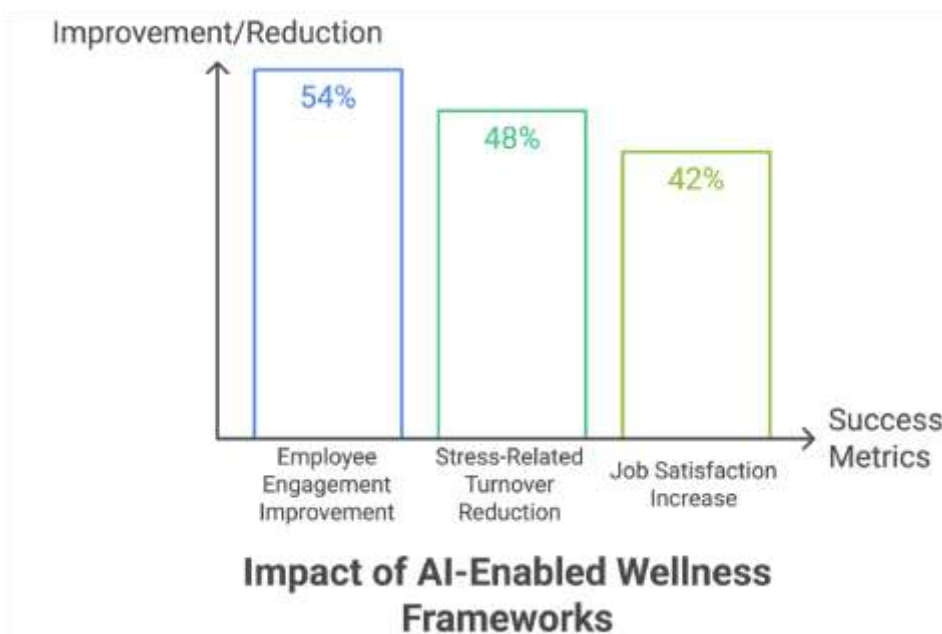 Improvement/Reduction
54%
48%
42%
Success
Metrics
Employee
Engagement
Improvement
Stress-Related
Turnover
Reduction
Job Satisfaction
Increase
Impact of AI-Enabled Wellness
Frameworks